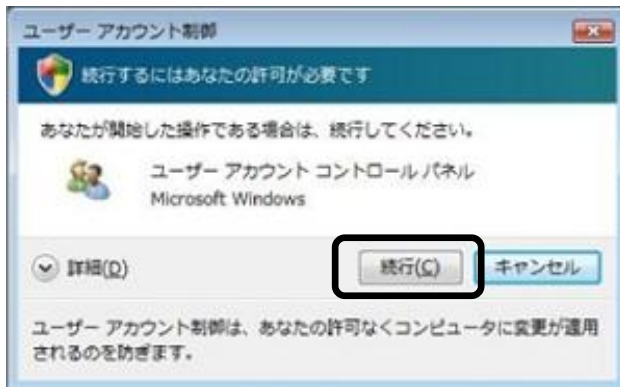 ユーザー アカウント制御
続行するにはあなたの許可が必要です
あなたが開始した操作である場合は、続行してください。
ユーザー アカウント コントロール パネル
Microsoft Windows
詳細(D)
続行(C)
キャンセル
ユーザー アカウント制御は、あなたの許可なくコンピュータに変更が適用
されるのを防ぎます。